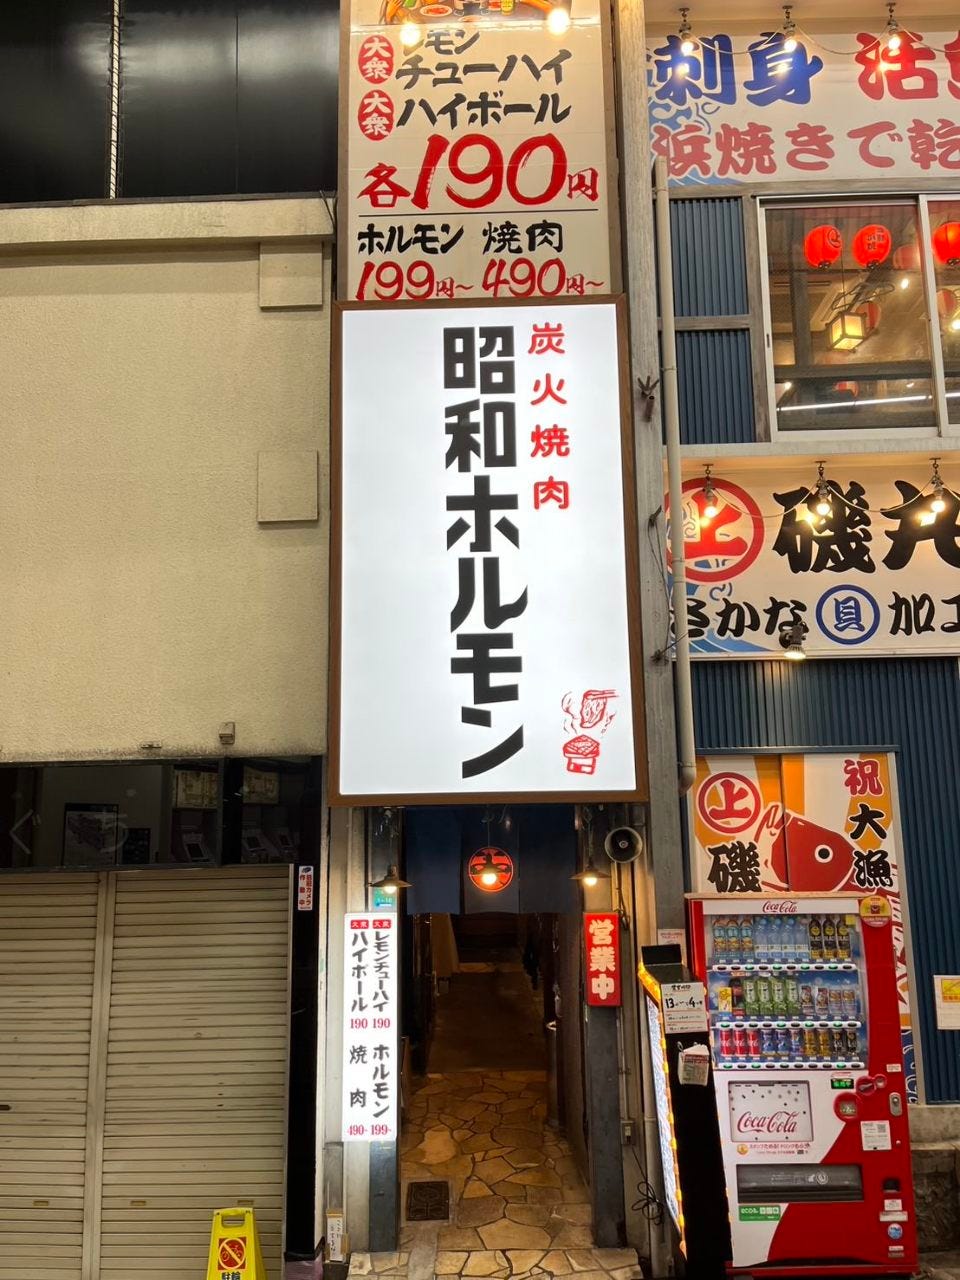 大衆 レモン
チューハイ
大衆 ハイボール
各190円
ホルモン 焼肉
199円~ 490円~
炭火焼肉
昭和ホルモン
刺身
浜焼きで
上 磯丸
さかな 貝 加工
祝
大漁
上
磯
営業中
大衆 レモンチューハイ 190
大衆 ハイボール 190
ホルモン 199~
焼肉 490~
Coca-Cola
Coca-Cola
駐輪